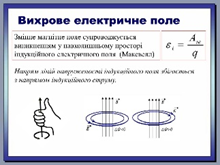 Вихрове електричне поле
Змінне магнітне поле супроводжується
виникненням у навколишньому просторі
індукційного електричного поля (Максвел)
Напрям ліній напруженості індукційного поля збігається
з напрямом індукційного струму.